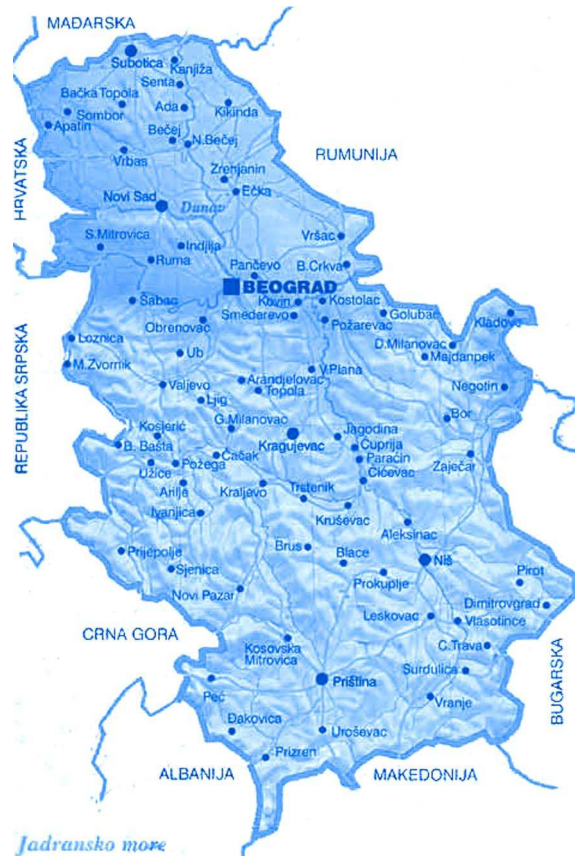 MAĐARSKA
Subotica
Kanjiža
Senta
Bačka Topola
Ada
Kikinda
Sombor
Apatin
Bečej
N.Bečej
HRVATSKA
RUMUNIJA
Vrbas
Zrenjanin
Ečka
Novi Sad
Dunav
Vršac
S.Mitrovica
Indjija
Ruma
Pančevo
B.Crkva
BEOGRAD
Šabac
Kovin
Kostolac
Obrenovac
Smederevo
Požarevac
Golubac
Kladovo
Loznica
D.Milanovac
Ub
Majdanpek
M.Zvornik
V.Plana
REPUBLIKA SRPSKA
Valjevo
Arandjelovac
Topola
Negotin
Ljig
G.Milanovac
Bor
Kosjerić
Kragujevac
Jagodina
B. Bašta
Ćuprija
Čačak
Paraćin
Zaječar
Užice
Požega
Cićevac
Arilje
Kraljevo
Trstenik
Ivanjica
Kruševac
Aleksinac
Brus
Blace
Niš
Prijepolje
Sjenica
Prokuplje
Pirot
Novi Pazar
Dimitrovgrad
Leskovac
Vlasotince
CRNA GORA
Kosovska
Mitrovica
C.Trava
Surdulica
BUGARSKA
Peć
Priština
Vranje
Đakovica
Uroševac
Prizren
ALBANIJA
MAKEDONIJA
Jadransko more